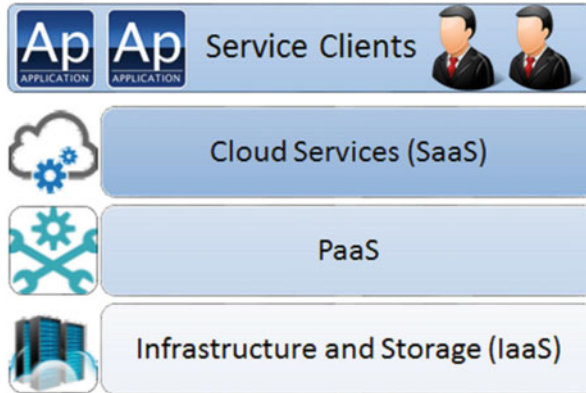 Ap Ap Service Clients
APPLICATION APPLICATION
Cloud Services (SaaS)
PaaS
Infrastructure and Storage (IaaS)